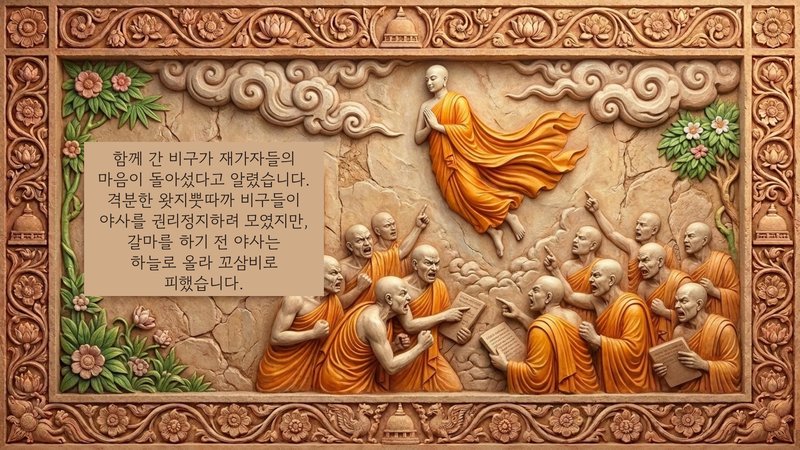 함께 간 비구가 재가자들의
마음이 돌아섰다고 알렸습니다.
격분한 왓지뿟따까 비구들이
야사를 권리정지하려 모였지만,
갈마를 하기 전 야사는
하늘로 올라 꼬삼비로
피했습니다.